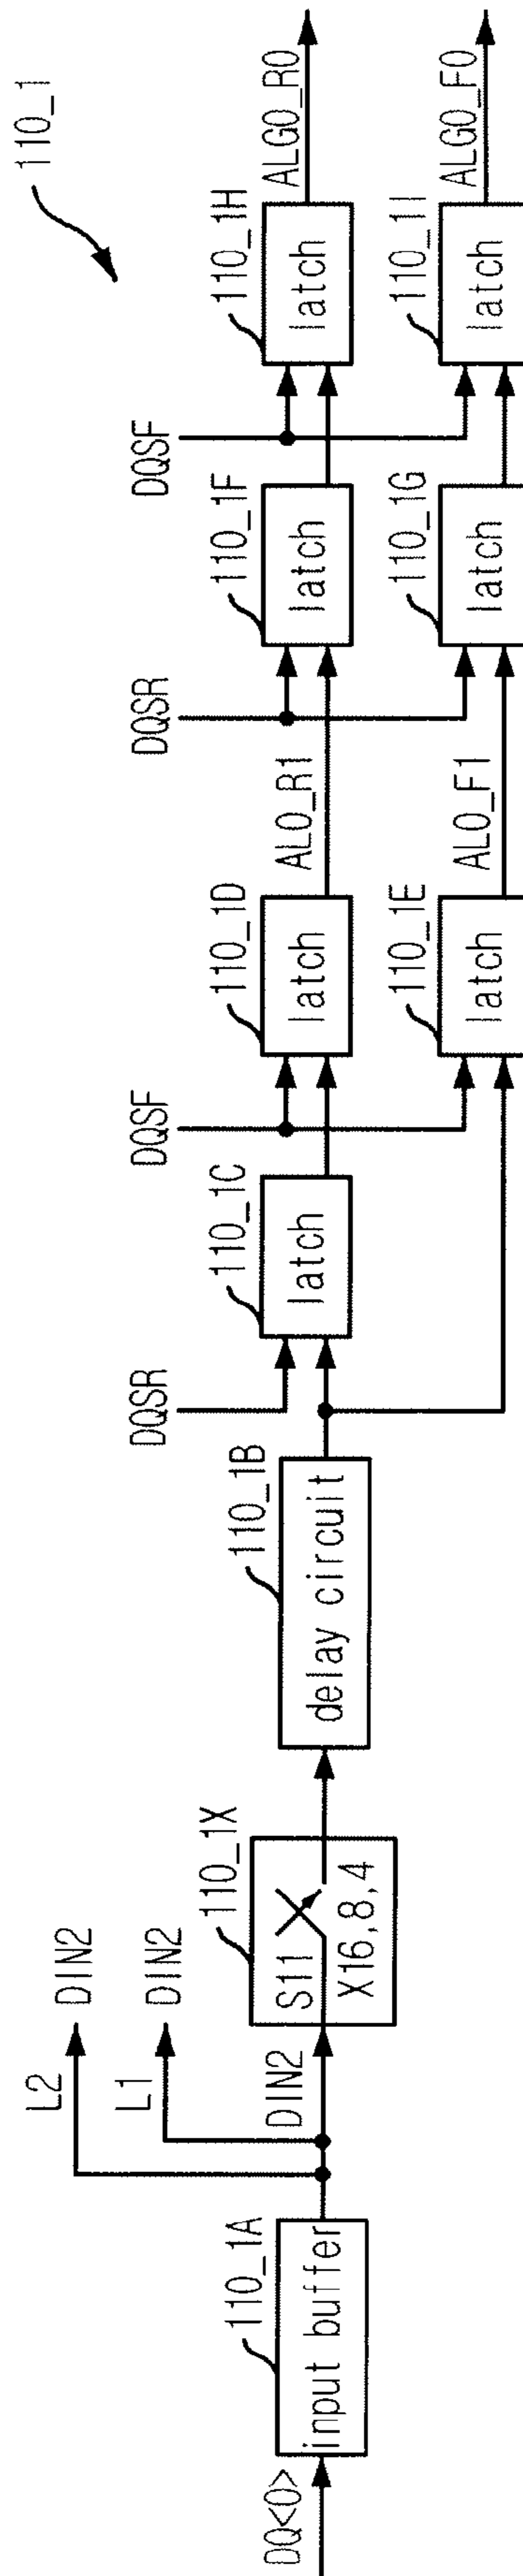 110_1
DQ<0>
110_1A
input buffer
L2
DIN2
L1
DIN2
DIN2
110_1X
S11
X16,8,4
110_1B
delay circuit
DQSR
110_1C
latch
DQSF
110_1D
latch
110_1E
latch
ALO_R1
ALO_F1
DQSR
110_1F
latch
110_1G
latch
DQSF
110_1H
latch
110_1I
latch
ALGO_R0
ALGO_F0